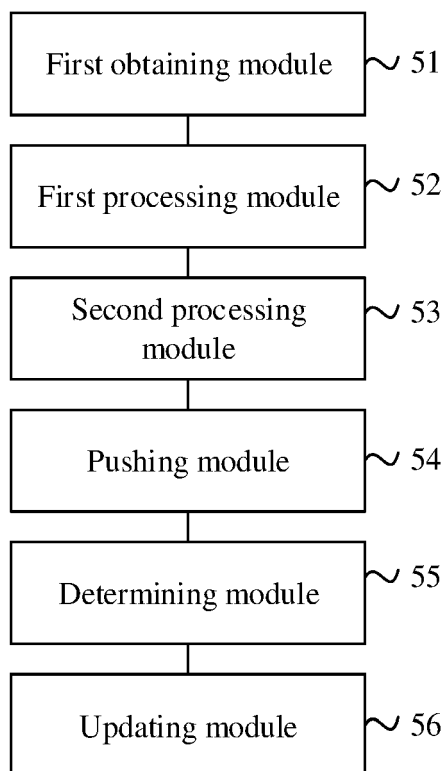 First obtaining module 51
First processing module 52
Second processing
module 53
Pushing module 54
Determining module 55
Updating module 56